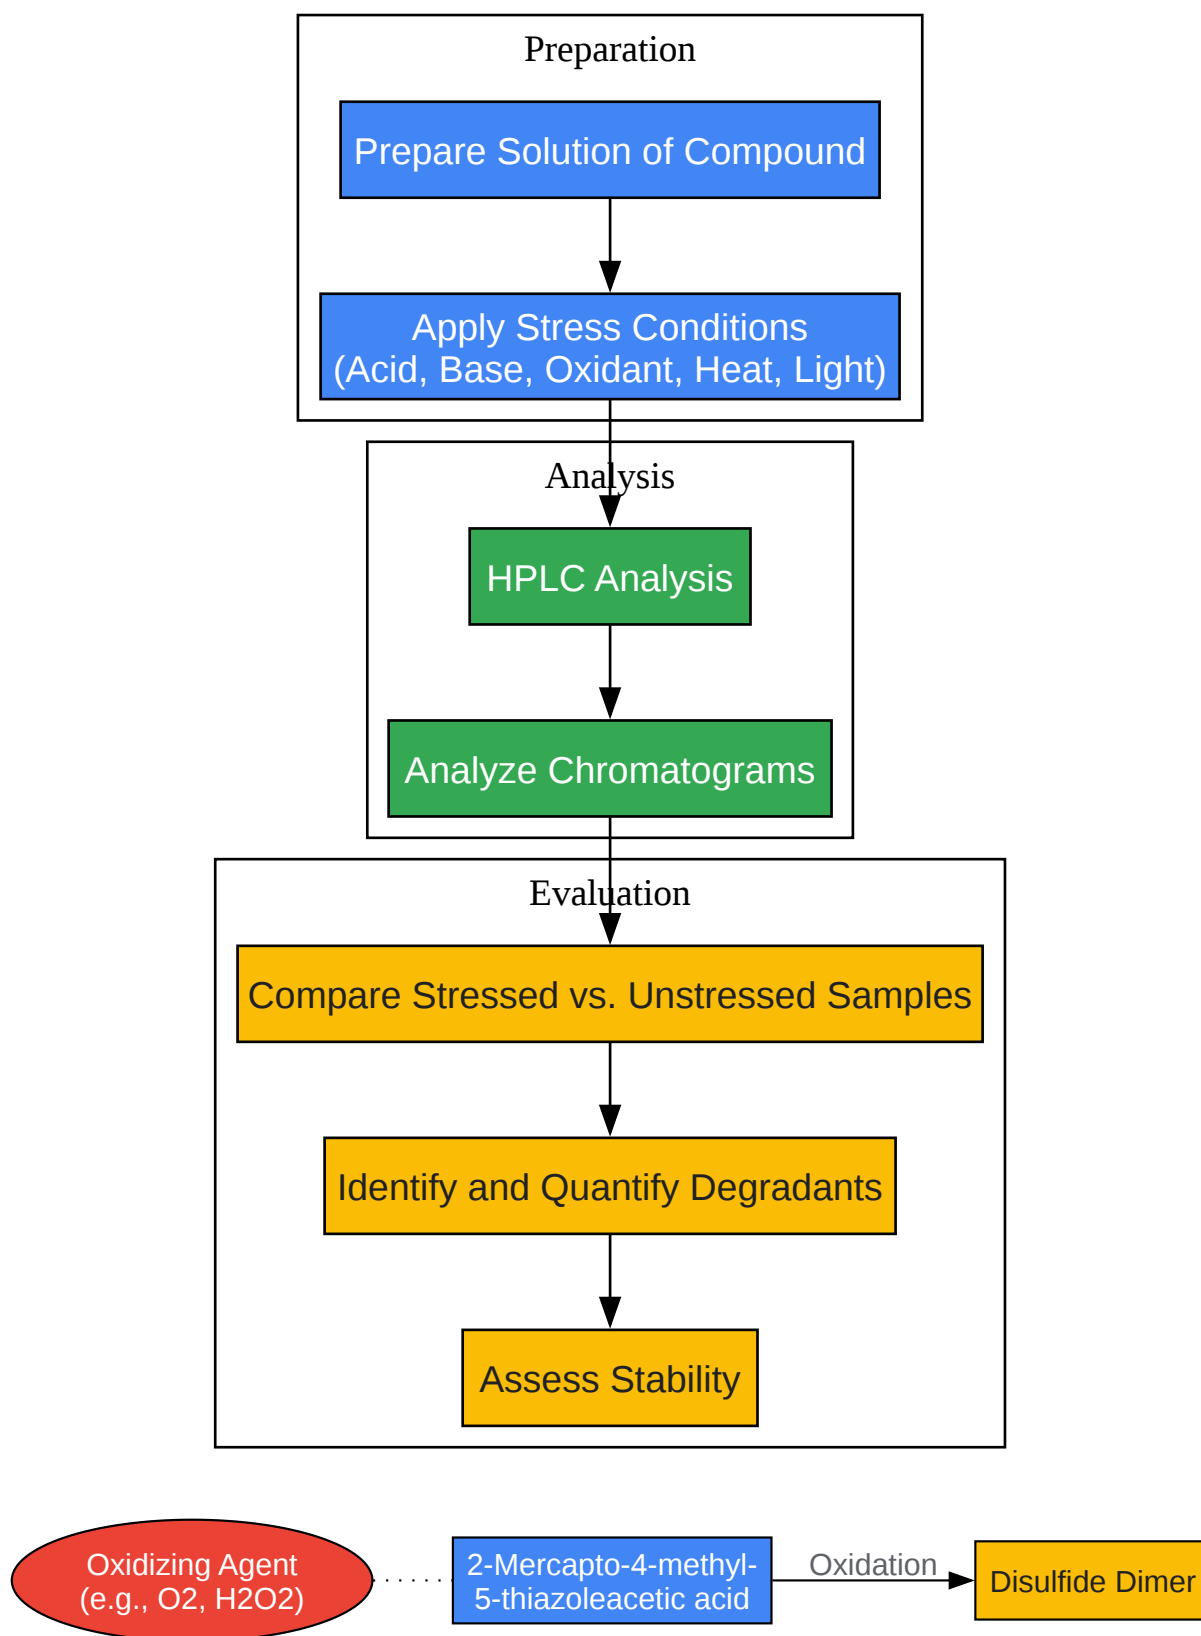 Preparation
Prepare Solution of Compound
Apply Stress Conditions
(Acid, Base, Oxidant, Heat, Light)
Analysis
HPLC Analysis
Analyze Chromatograms
Evaluation
Compare Stressed vs. Unstressed Samples
Identify and Quantify Degradants
Assess Stability
Oxidizing Agent
(e.g., O2, H2O2)
2-Mercapto-4-methyl-
5-thiazoleacetic acid
Oxidation
Disulfide Dimer